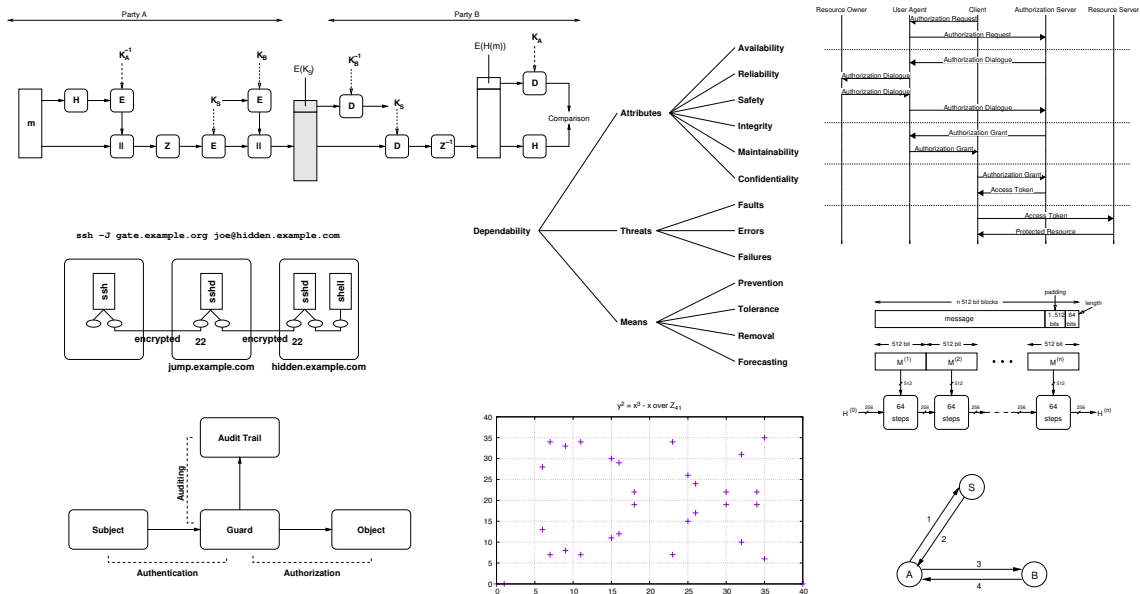 Party A
Party B
K_A^-1
K_B
E(K_S)
K_B^-1
E(H(m))
K_A
m
H
E
K_S
E
D
K_S
D
Comparison
II
Z
E
II
D
Z^-1
H
Dependability
Attributes
Availability
Reliability
Safety
Integrity
Maintainability
Confidentiality
Threats
Faults
Errors
Failures
Means
Prevention
Tolerance
Removal
Forecasting
Resource Owner
User Agent
Client
Authorization Server
Resource Server
Authorization Request
Authorization Request
Authorization Dialogue
Authorization Dialogue
Authorization Dialogue
Authorization Dialogue
Authorization Grant
Authorization Grant
Authorization Grant
Access Token
Access Token
Protected Resource
ssh -J gate.example.org joe@hidden.example.com
ssh
sshd
sshd
shell
encrypted
22
encrypted
22
jump.example.com
hidden.example.com
padding
n 512 bit blocks
length
message
1..512 bits
64 bits
512 bit
512 bit
512 bit
M^(1)
M^(2)
• • •
M^(n)
512
512
512
H^(0)
256
64 steps
256
64 steps
256
256
64 steps
256
H^(n)
Audit Trail
Auditing
Subject
Guard
Object
Authentication
Authorization
y² = x³ - x over Z₄₁
40
35
30
25
20
15
10
5
0
0
5
10
15
20
25
30
35
40
S
1
2
A
3
4
B